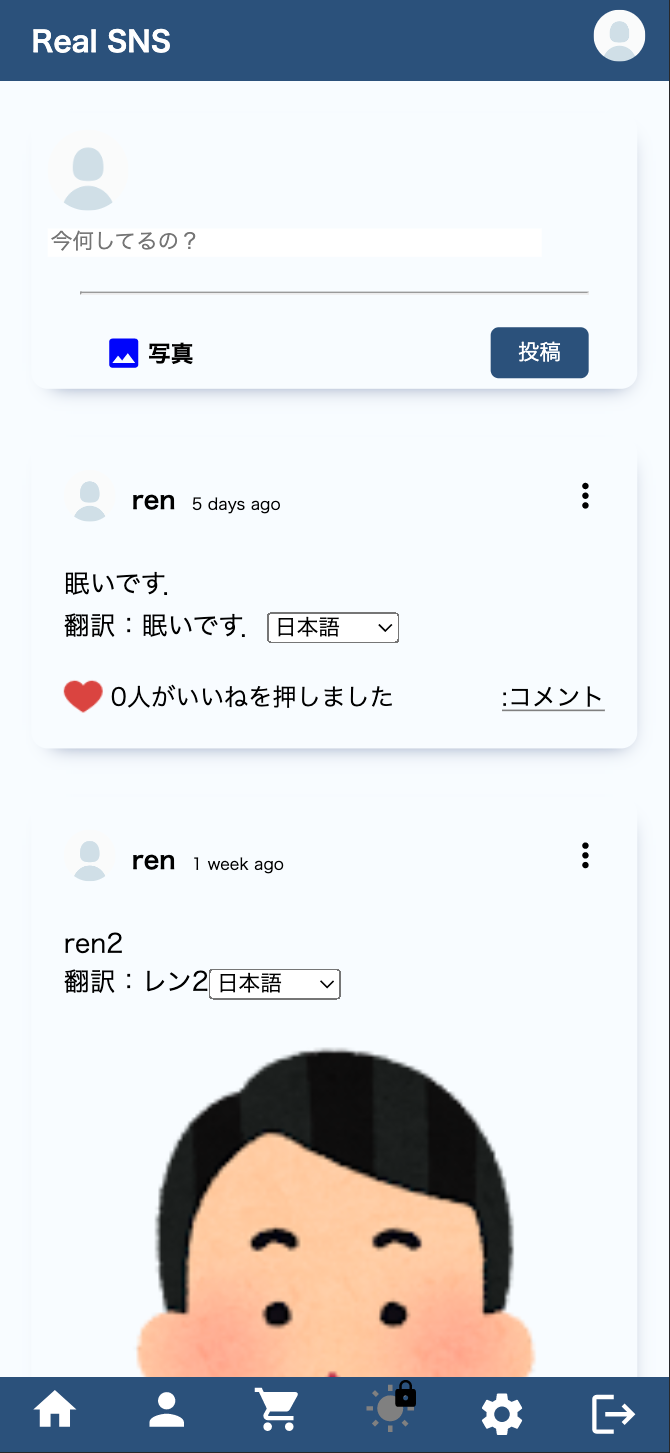 Real SNS
今何してるの？
写真 投稿
ren 5 days ago
眠いです.
翻訳：眠いです. 日本語
0人がいいねを押しました :コメント
ren 1 week ago
ren2
翻訳：レン2 日本語